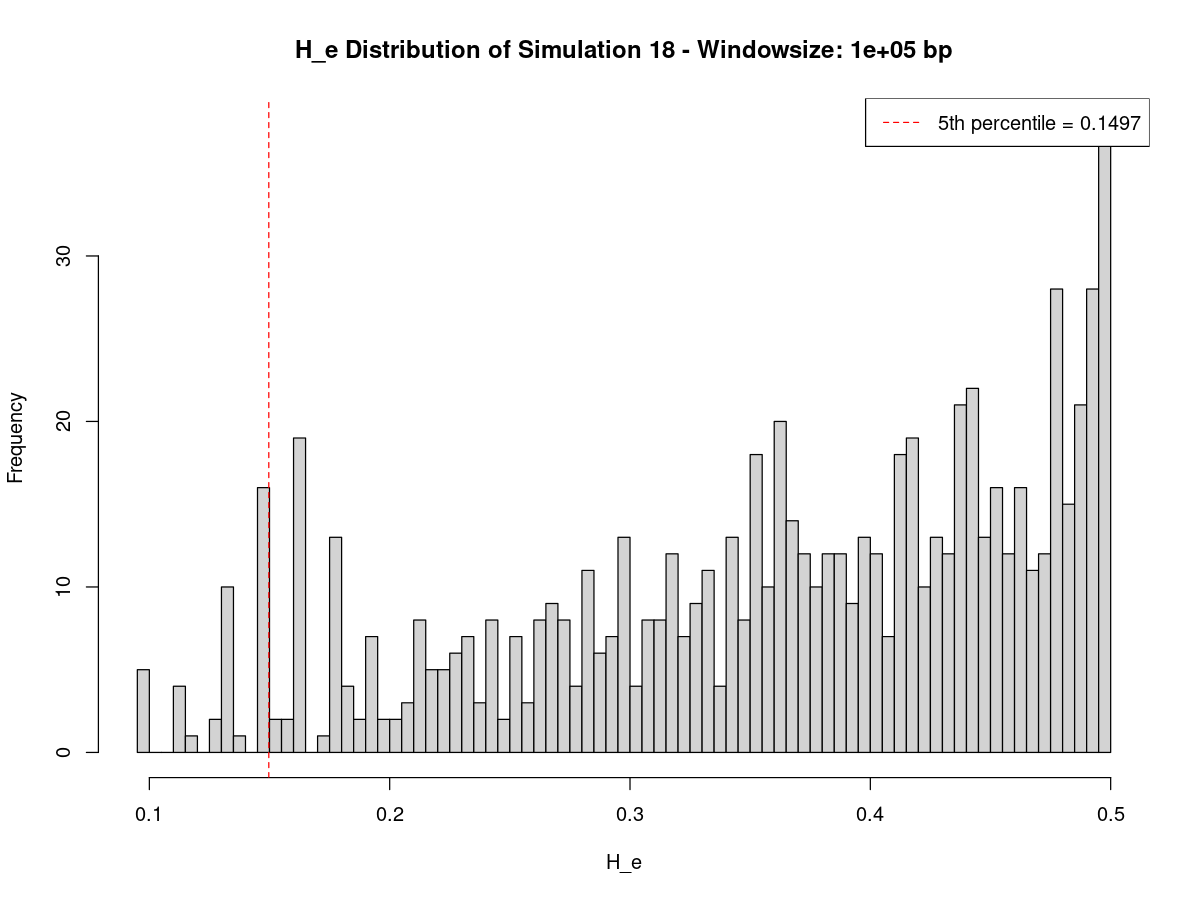 H_e Distribution of Simulation 18 - Windowsize: 1e+05 bp
5th percentile = 0.1497
Frequency
30
20
10
0
0.1 0.2 0.3 0.4 0.5
H_e